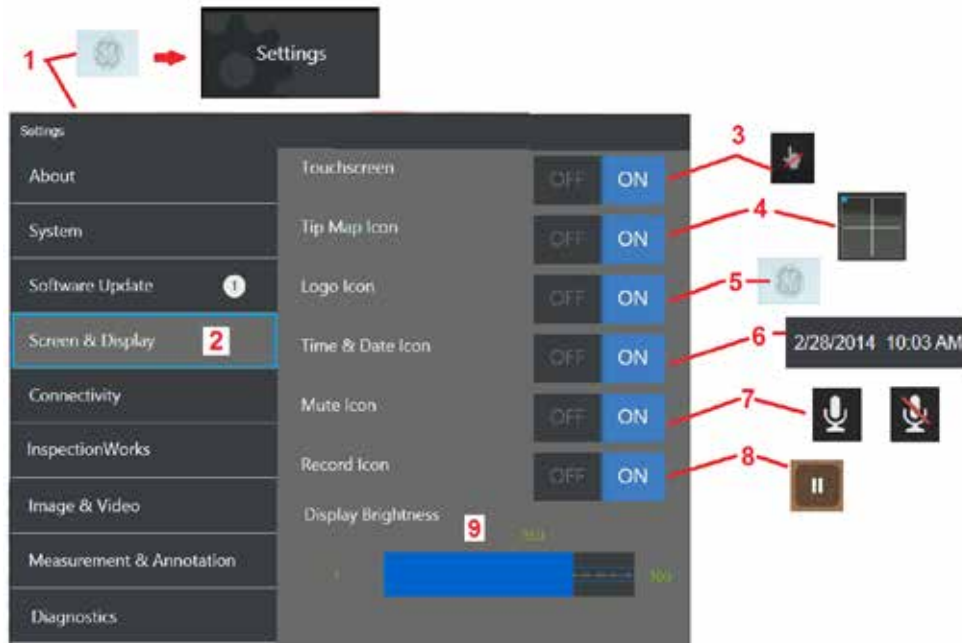 1
Settings
Settings
About
System
Software Update 1
Screen & Display 2
Connectivity
InspectionWorks
Image & Video
Measurement & Annotation
Diagnostics
Touchscreen OFF ON 3
Tip Map Icon OFF ON 4
Logo Icon OFF ON 5
Time & Date Icon OFF ON 6 2/28/2014 10:03 AM
Mute Icon OFF ON 7
Record Icon OFF ON 8
Display Brightness 9